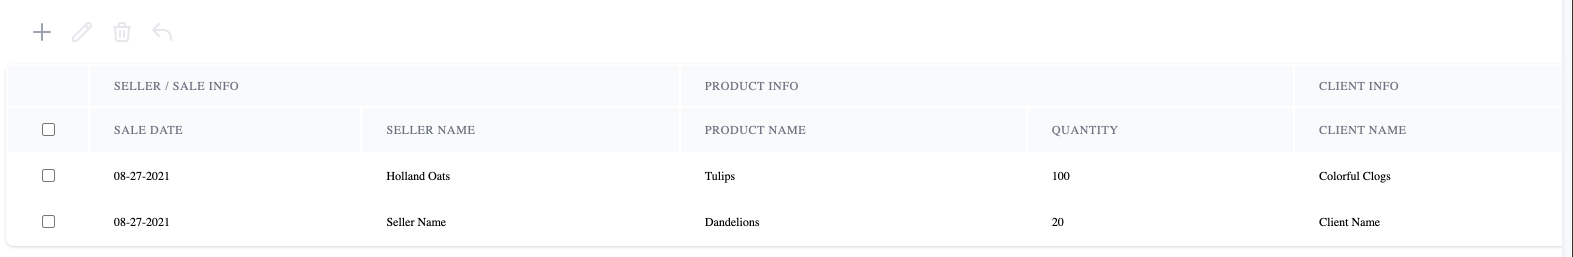 SELLER / SALE INFO PRODUCT INFO CLIENT INFO
SALE DATE SELLER NAME PRODUCT NAME QUANTITY CLIENT NAME
08-27-2021 Holland Oats Tulips 100 Colorful Clogs
08-27-2021 Seller Name Dandelions 20 Client Name